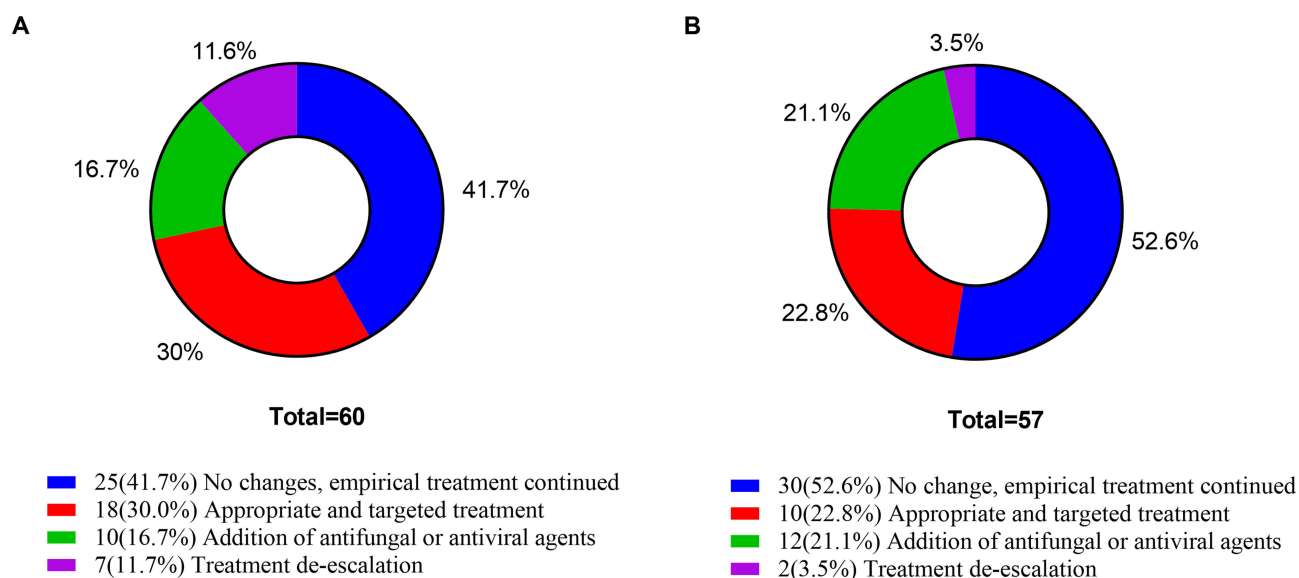 A
11.6%
16.7%
41.7%
30%
Total=60
25(41.7%) No changes, empirical treatment continued
18(30.0%) Appropriate and targeted treatment
10(16.7%) Addition of antifungal or antiviral agents
7(11.7%) Treatment de-escalation
B
3.5%
21.1%
52.6%
22.8%
Total=57
30(52.6%) No change, empirical treatment continued
10(22.8%) Appropriate and targeted treatment
12(21.1%) Addition of antifungal or antiviral agents
2(3.5%) Treatment de-escalation